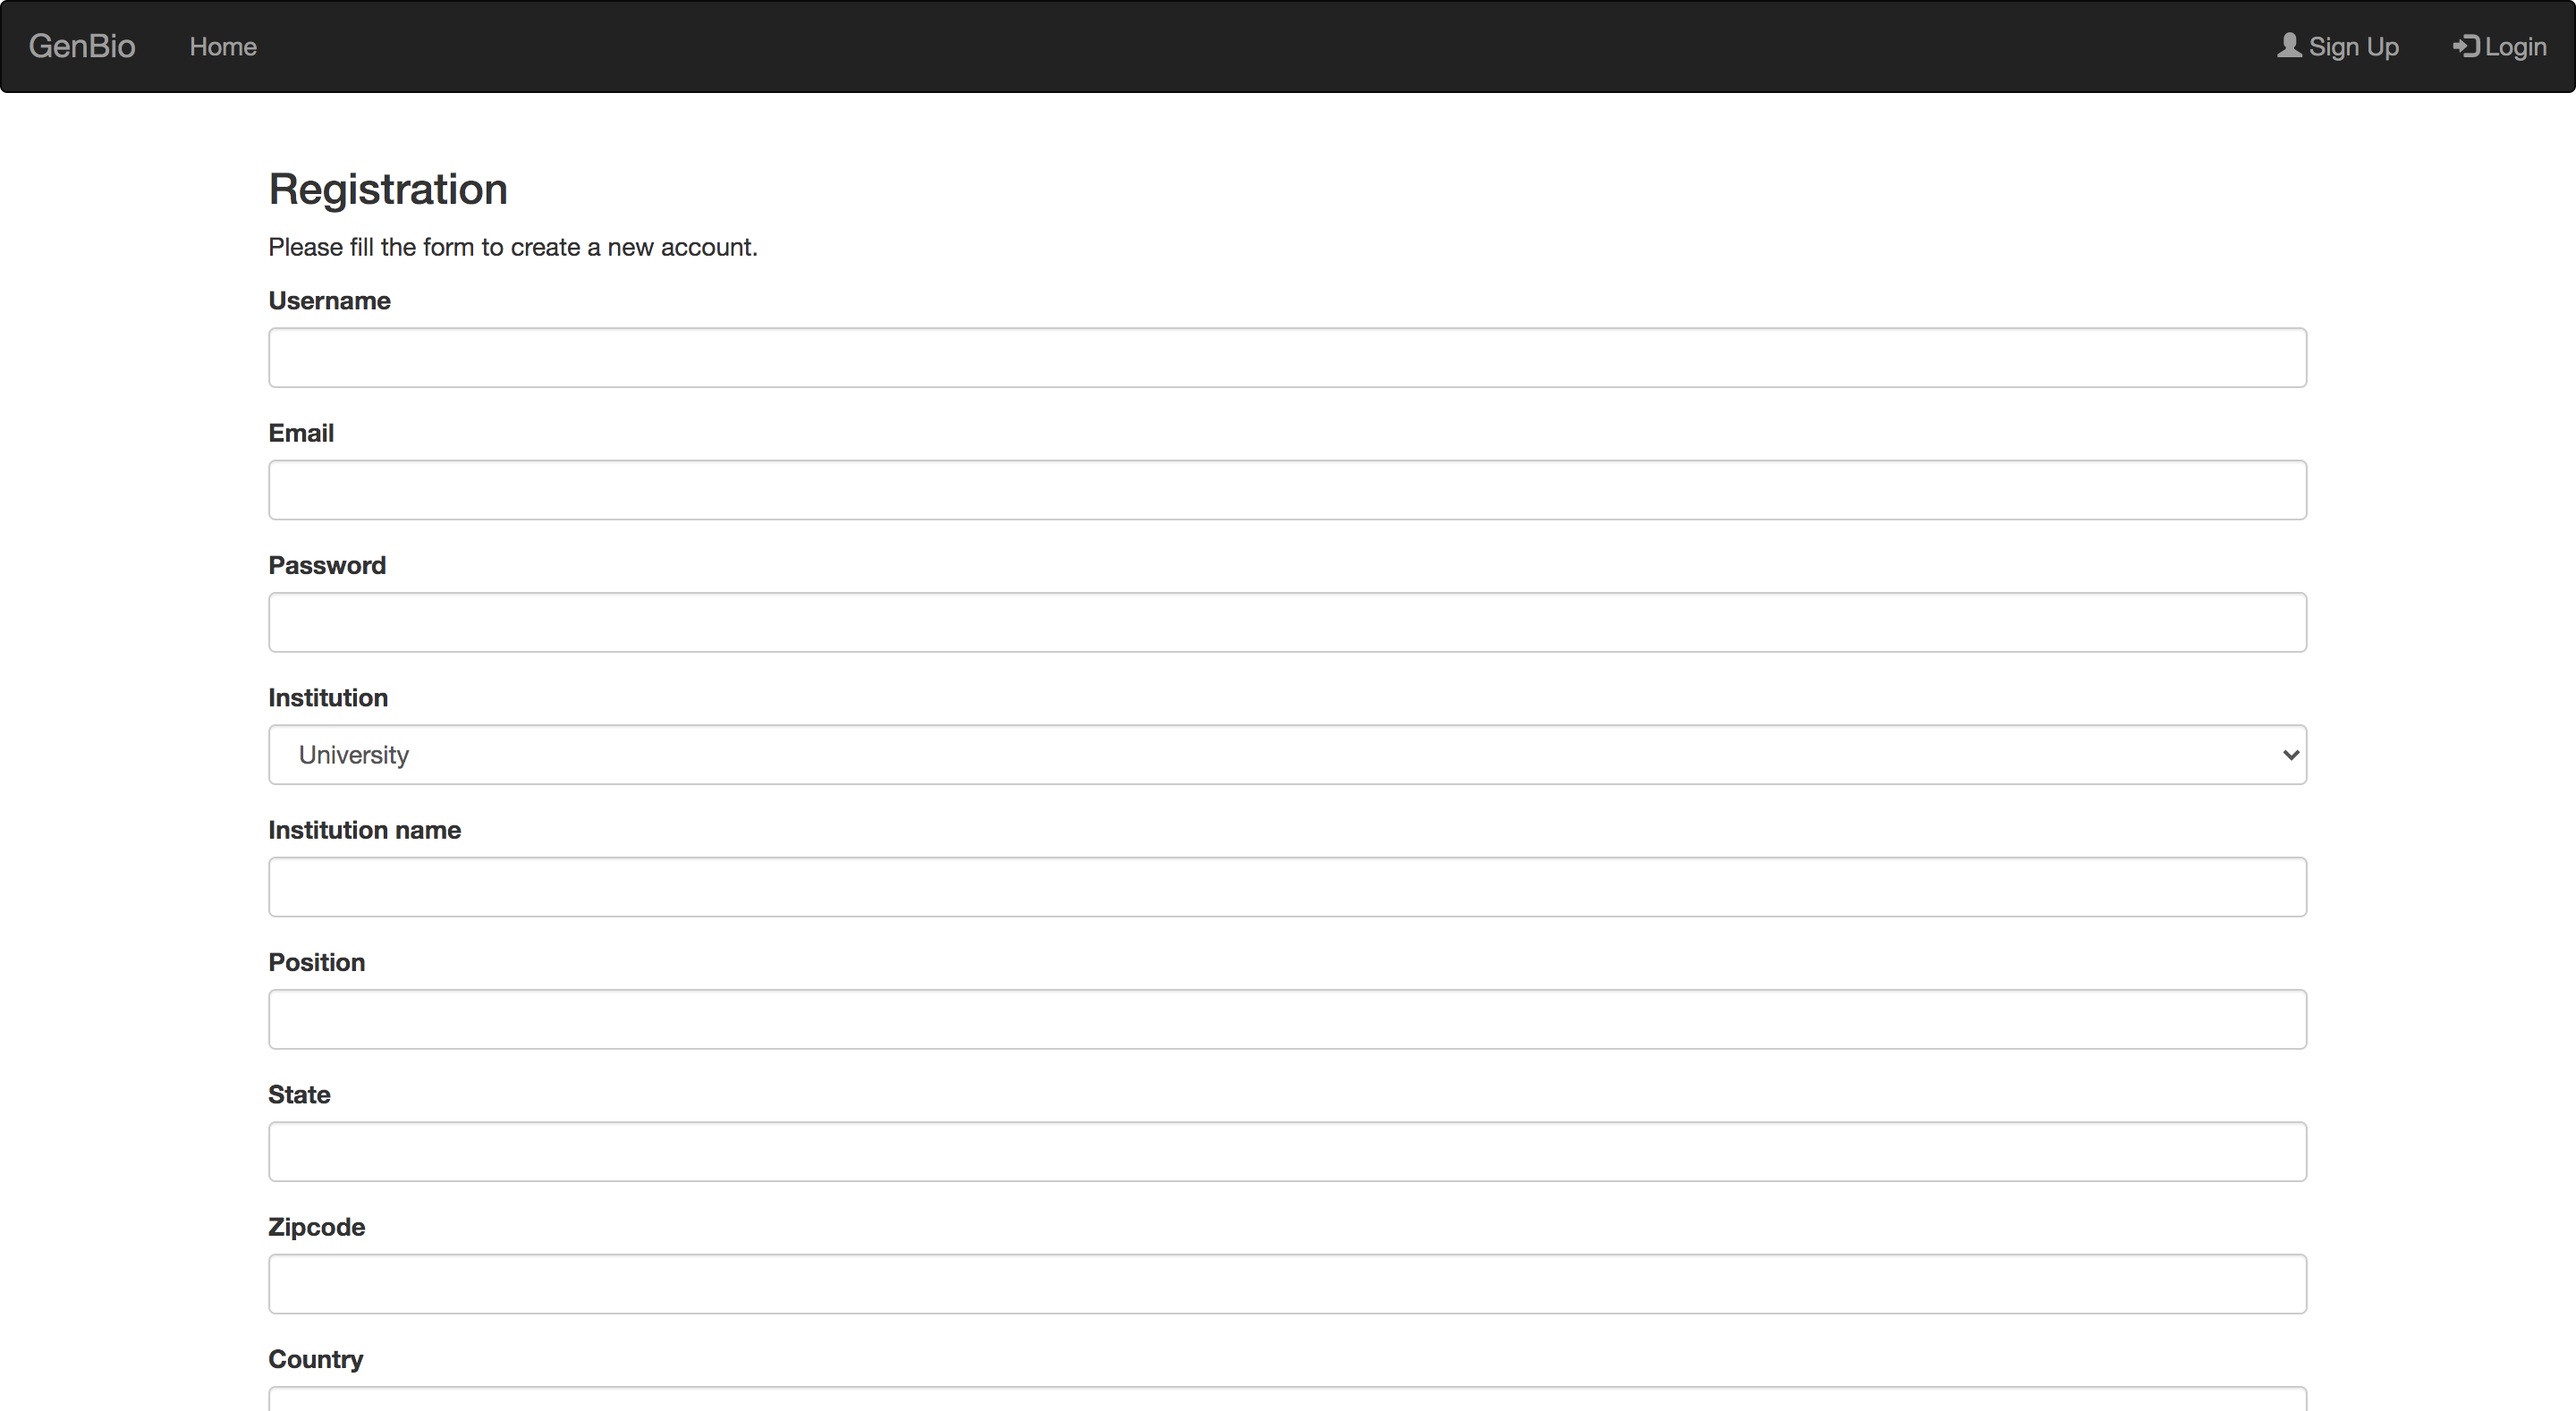 GenBio Home Sign Up Login
Registration
Please fill the form to create a new account.
Username
Email
Password
Institution
University
Institution name
Position
State
Zipcode
Country